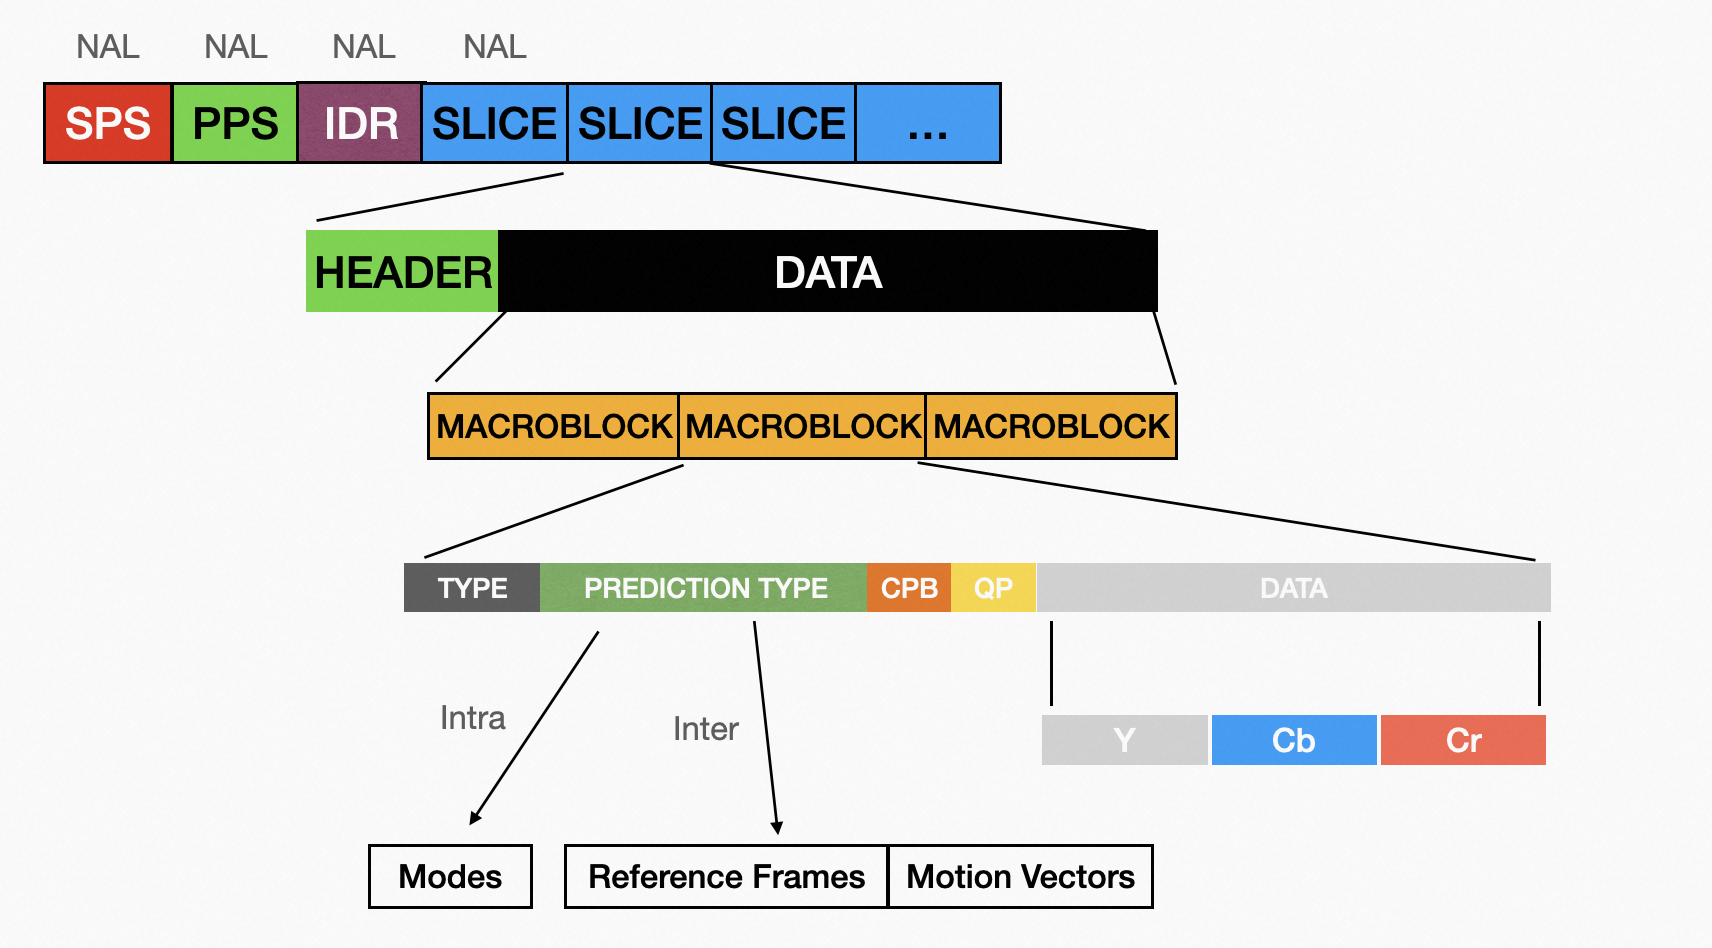 NAL NAL NAL NAL
SPS PPS IDR SLICE SLICE SLICE ...
HEADER DATA
MACROBLOCK MACROBLOCK MACROBLOCK
TYPE PREDICTION TYPE CPB QP DATA
Intra Inter
Y Cb Cr
Modes Reference Frames Motion Vectors